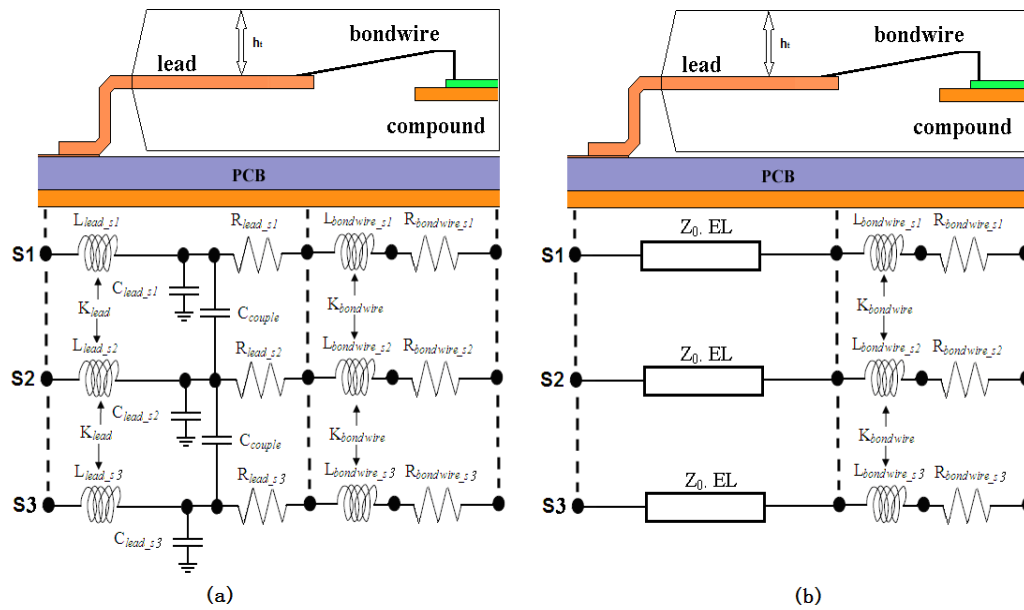 hₜ
bondwire
lead
compound
PCB
L_lead_s1
R_lead_s1
L_bondwire_s1
R_bondwire_s1
S1
C_lead_s1
K_lead
C_couple
K_bondwire
L_lead_s2
R_lead_s2
L_bondwire_s2
R_bondwire_s2
S2
C_lead_s2
K_lead
C_couple
K_bondwire
L_lead_s3
R_lead_s3
L_bondwire_s3
R_bondwire_s3
S3
C_lead_s3
(a)
hₜ
bondwire
lead
compound
PCB
Z₀. EL
L_bondwire_s1
R_bondwire_s1
S1
K_bondwire
Z₀. EL
L_bondwire_s2
R_bondwire_s2
S2
K_bondwire
Z₀. EL
L_bondwire_s3
R_bondwire_s3
S3
(b)